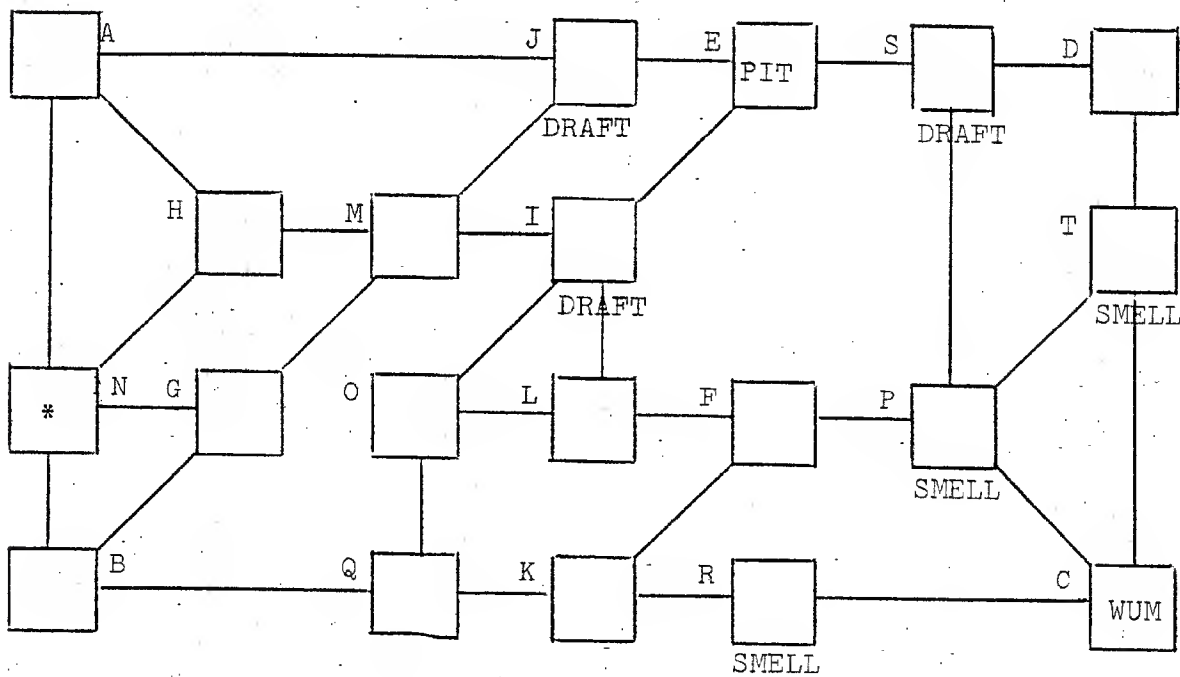 A J E S D
PIT
DRAFT DRAFT
H M I T
DRAFT SMELL
N G O L F P
*
SMELL
B Q K R C
WUM
SMELL